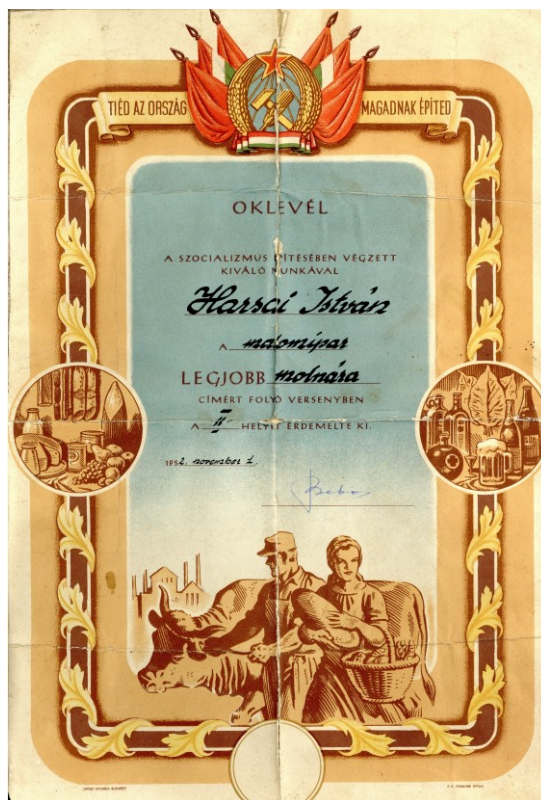 TIÉD AZ ORSZÁG MAGADNAK ÉPÍTED
OKLEVÉL
A SZOCIALIZMUS ÉPÍTÉSÉBEN VÉGZETT
KIVÁLÓ MUNKÁVAL
Harsai István
A malomipar
LEGJOBB molnára
CÍMÉRT FOLYÓ VERSENYBEN
A II. HELYET ÉRDEMELTE KI.
1952. november 1.